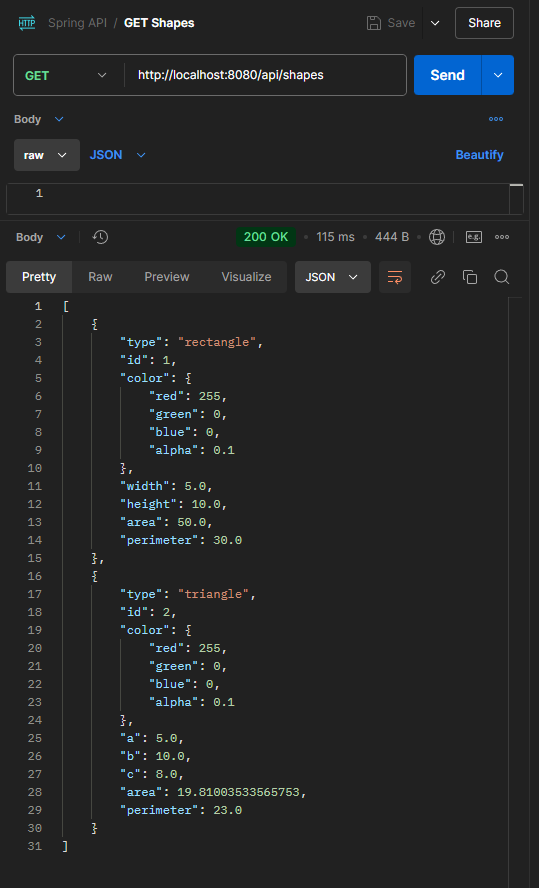 HTTP Spring API / GET Shapes Save Share
GET http://localhost:8080/api/shapes Send
Body
raw JSON Beautify
1
Body 200 OK • 115 ms • 444 B e.g.
Pretty Raw Preview Visualize JSON
1 [
2 {
3 "type": "rectangle",
4 "id": 1,
5 "color": {
6 "red": 255,
7 "green": 0,
8 "blue": 0,
9 "alpha": 0.1
10 },
11 "width": 5.0,
12 "height": 10.0,
13 "area": 50.0,
14 "perimeter": 30.0
15 },
16 {
17 "type": "triangle",
18 "id": 2,
19 "color": {
20 "red": 255,
21 "green": 0,
22 "blue": 0,
23 "alpha": 0.1
24 },
25 "a": 5.0,
26 "b": 10.0,
27 "c": 8.0,
28 "area": 19.81003533565753,
29 "perimeter": 23.0
30 }
31 ]